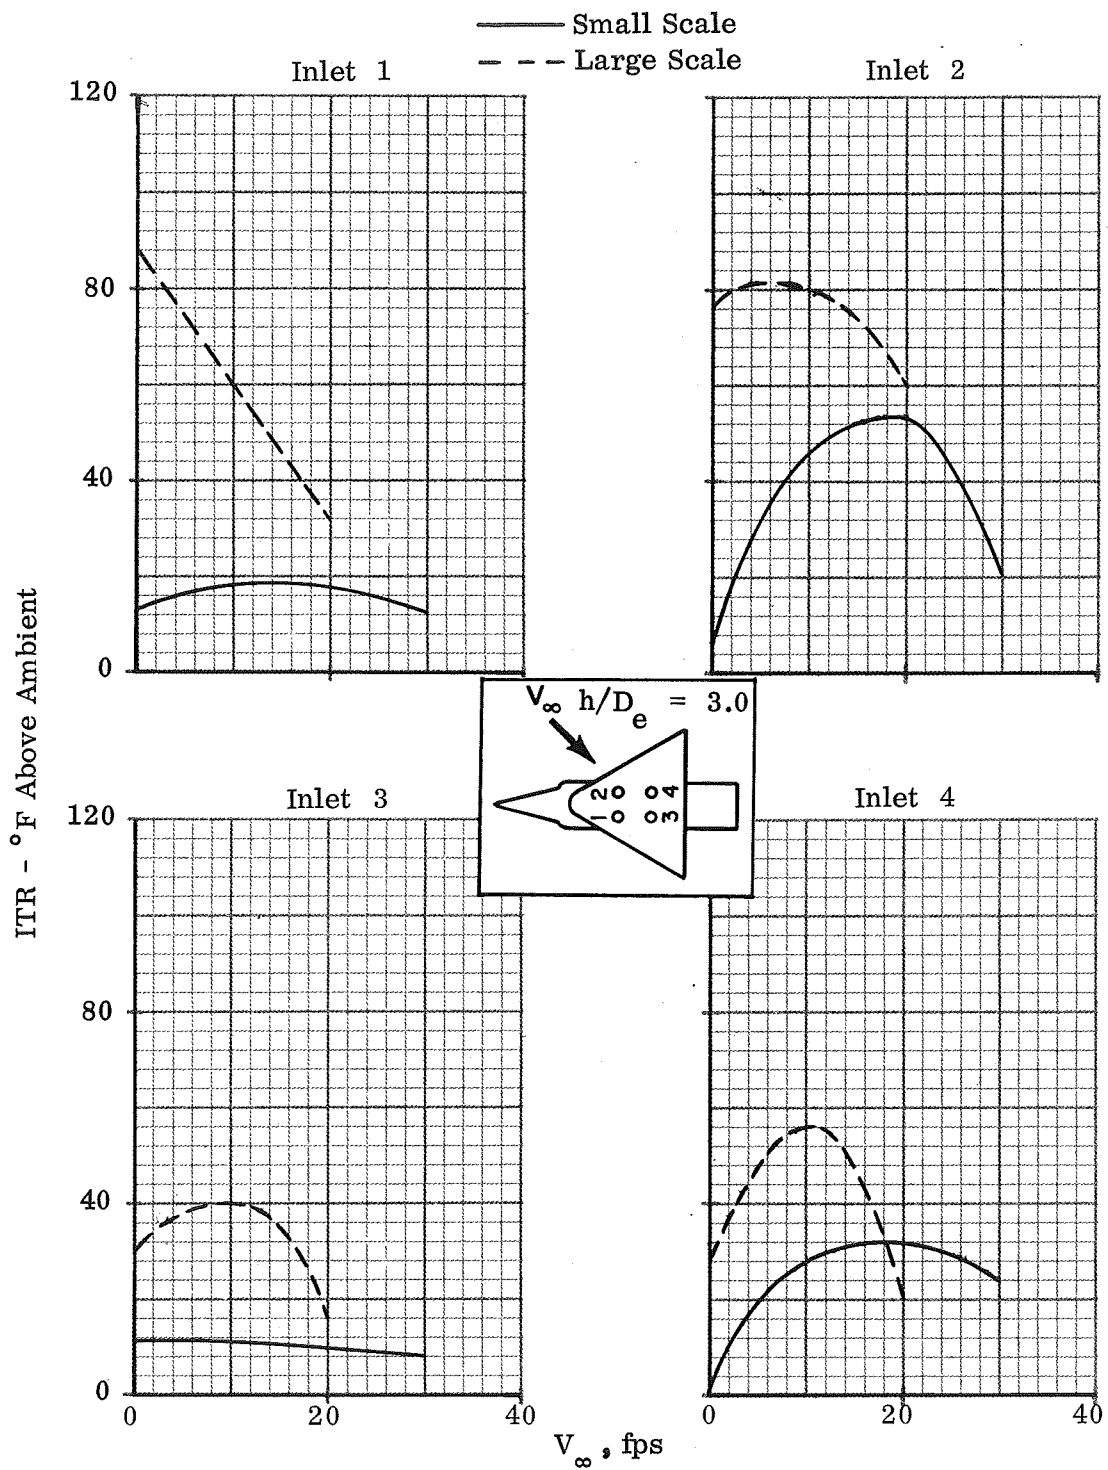 Small Scale
Large Scale
Inlet 1
Inlet 2
120
80
40
0
ITR - °F Above Ambient
V∞ h/De = 3.0
1 2 3 4
Inlet 3
Inlet 4
120
80
40
0
0 20 40
0 20 40
V∞, fps